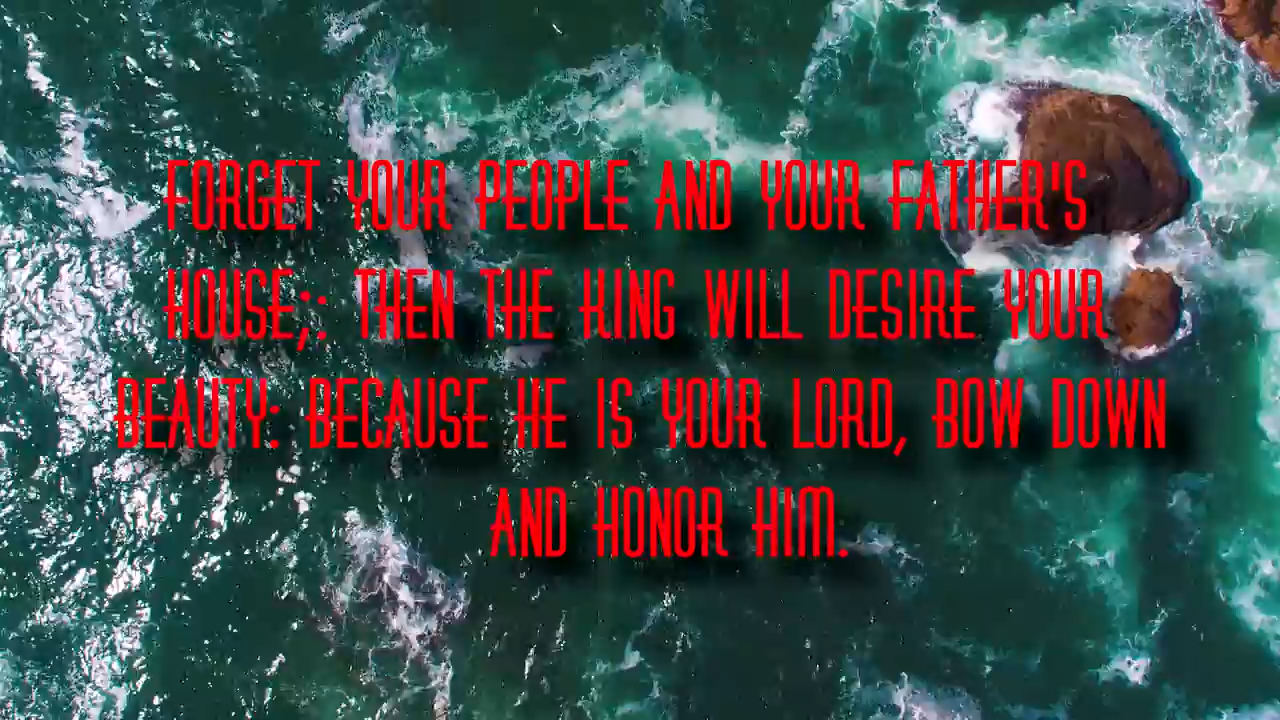 FORGET YOUR PEOPLE AND YOUR FATHER'S
HOUSE;: THEN THE KING WILL DESIRE YOUR
BEAUTY: BECAUSE HE IS YOUR LORD, BOW DOWN
AND HONOR HIM.